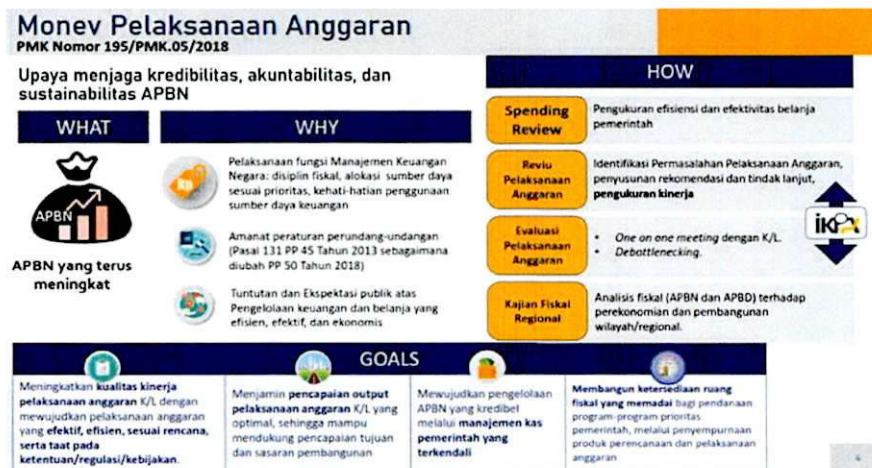 Monev Pelaksanaan Anggaran
PMK Nomor 195/PMK.05/2018
Upaya menjaga kredibilitas, akuntabilitas, dan
sustainabilitas APBN
WHAT
APBN
APBN yang terus
meningkat
WHY
Pelaksanaan fungsi Manajemen Keuangan
Negara: disiplin fiskal, alokasi sumber daya
sesuai prioritas, kehati-hatian penggunaan
sumber daya keuangan
Amanat peraturan perundang-undangan
(Pasal 131 PP 45 Tahun 2013 sebagaimana
diubah PP 50 Tahun 2018)
Tuntutan dan Ekspektasi publik atas
Pengelolaan keuangan dan belanja yang
efisien, efektif, dan ekonomis
HOW
Spending
Review
Pengukuran efisiensi dan efektivitas belanja
pemerintah
Reviu
Pelaksanaan
Anggaran
Identifikasi Permasalahan Pelaksanaan Anggaran,
penyusunan rekomendasi dan tindak lanjut,
pengukuran kinerja
Evaluasi
Pelaksanaan
Anggaran
• One on one meeting dengan K/L.
• Debottlenecking.
Kajian Fiskal
Regional
Analisis fiskal (APBN dan APBD) terhadap
perekonomian dan pembangunan
wilayah/regional.
GOALS
Meningkatkan kualitas kinerja
pelaksanaan anggaran K/L dengan
mewujudkan pelaksanaan anggaran
yang efektif, efisien, sesuai rencana,
serta taat pada
ketentuan/regulasi/kebijakan.
Menjamin pencapaian output
pelaksanaan anggaran K/L yang
optimal, sehingga mampu
mendukung pencapaian tujuan
dan sasaran pembangunan
Mewujudkan pengelolaan
APBN yang kredibel
melalui manajemen kas
pemerintah yang
terkendali
Membangun ketersediaan ruang
fiskal yang memadai bagi pendanaan
program-program prioritas
pemerintah, melalui penyempurnaan
produk perencanaan dan pelaksanaan
anggaran